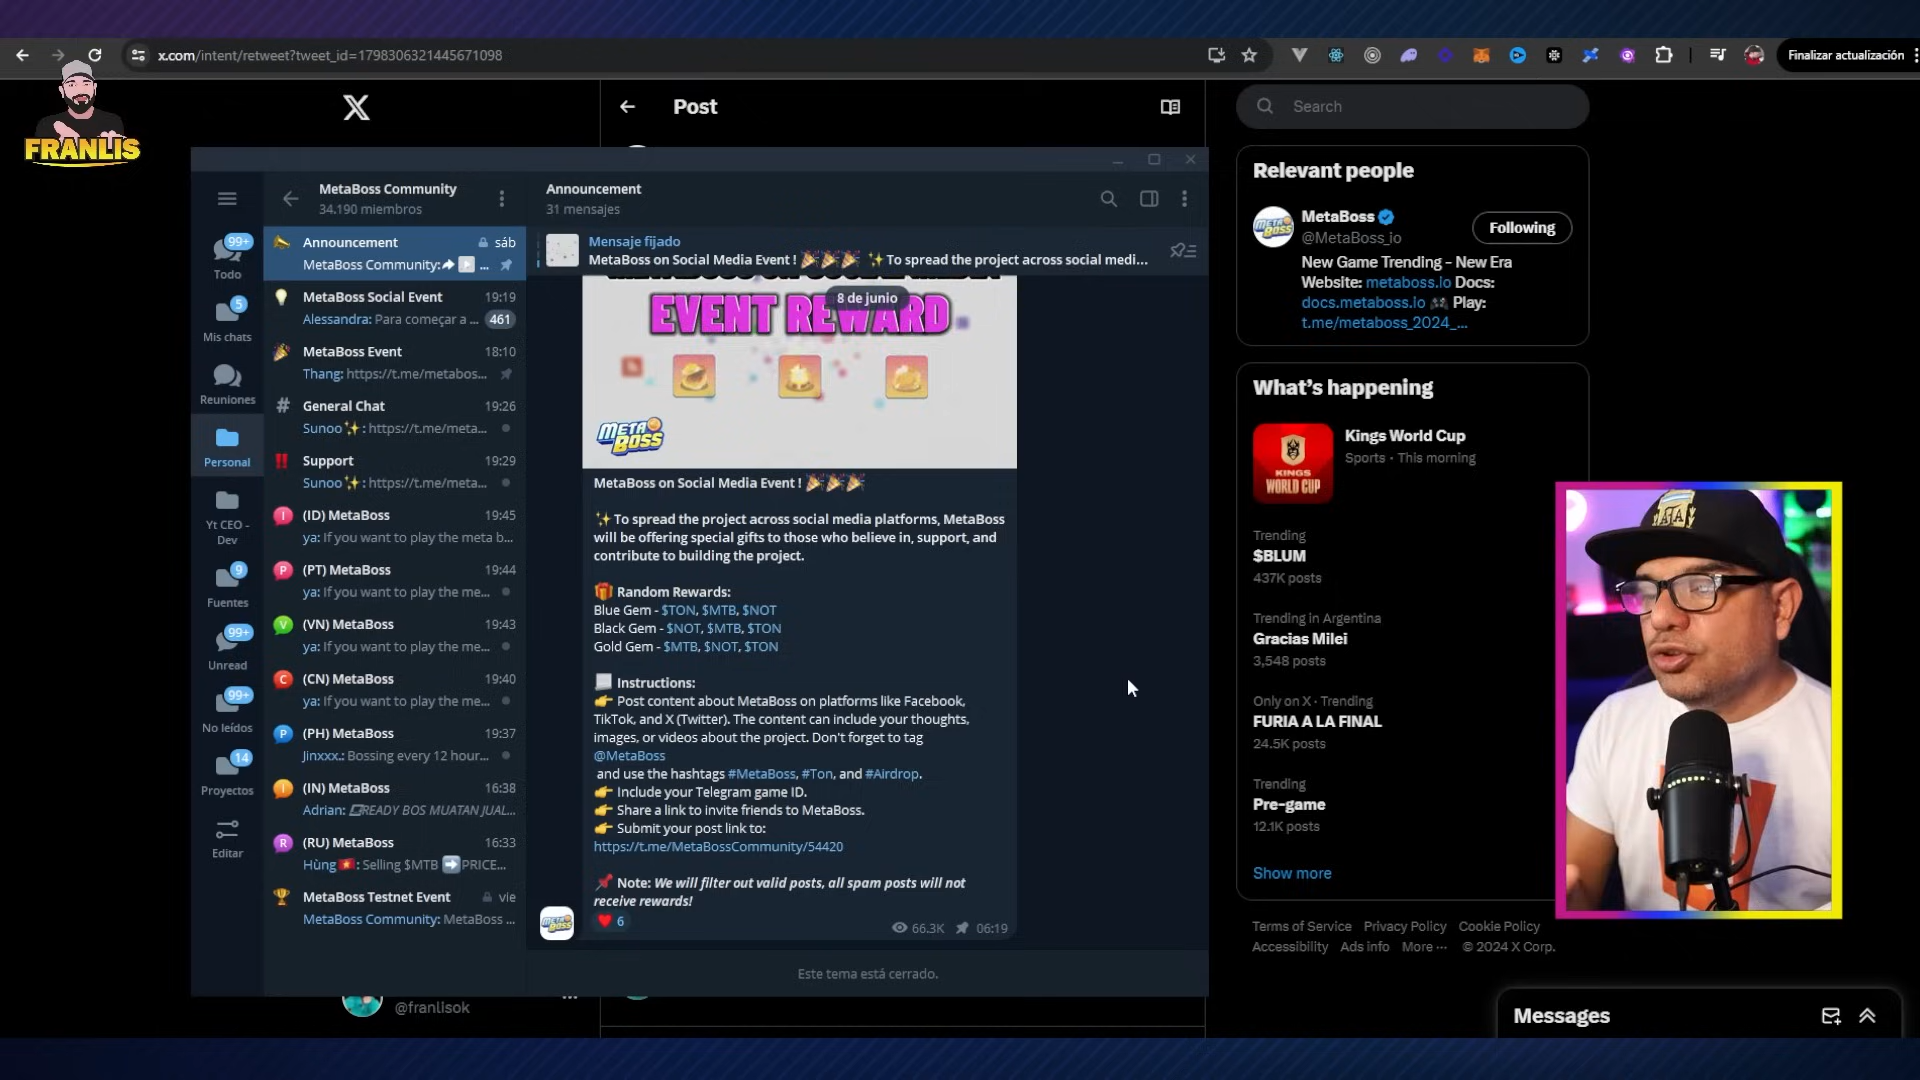 x.com/intent/retweet?tweet_id=1798306321445671098
Finalizar actualización
FRANLIS
Post
Search
Relevant people
MetaBoss
@MetaBoss_io
Following
New Game Trending - New Era
Website: metaboss.io Docs:
docs.metaboss.io 🎮 Play:
t.me/metaboss_2024_...
What's happening
KINGS
WORLD CUP
Kings World Cup
Sports · This morning
Trending
$BLUM
437K posts
Trending in Argentina
Gracias Milei
3,548 posts
Only on X · Trending
FURIA A LA FINAL
24.5K posts
Trending
Pre-game
12.1K posts
Show more
Terms of Service Privacy Policy Cookie Policy
Accessibility Ads info More ··· © 2024 X Corp.
Messages
@franlisok
99+
Todo
5
Mis chats
Reuniones
Personal
Yt CEO -
Dev
9
Fuentes
99+
Unread
99+
No leídos
14
Proyectos
Editar
MetaBoss Community
34.190 miembros
Announcement sáb
MetaBoss Community: ...
MetaBoss Social Event 19:19
Alessandra: Para começar a ... 461
MetaBoss Event 18:10
Thang: https://t.me/metabos...
# General Chat 19:26
Sunoo✨: https://t.me/meta...
Support 19:29
Sunoo✨: https://t.me/meta...
I (ID) MetaBoss 19:45
ya: If you want to play the meta b...
P (PT) MetaBoss 19:44
ya: If you want to play the me...
V (VN) MetaBoss 19:43
ya: If you want to play the me...
C (CN) MetaBoss 19:40
ya: If you want to play the me...
P (PH) MetaBoss 19:37
Jinxxx.: Bossing every 12 hour...
I (IN) MetaBoss 16:38
Adrian: READY BOS MUATAN JUAL...
R (RU) MetaBoss 16:33
Hùng🇻🇳: Selling $MTB ➡️PRICE...
MetaBoss Testnet Event vie
MetaBoss Community: MetaBoss ...
Announcement
31 mensajes
Mensaje fijado
MetaBoss on Social Media Event ! 🎉🎉🎉 ✨To spread the project across social medi...
8 de junio
EVENT REWARD
META
BOSS
MetaBoss on Social Media Event ! 🎉🎉🎉
✨To spread the project across social media platforms, MetaBoss
will be offering special gifts to those who believe in, support, and
contribute to building the project.
🎁 Random Rewards:
Blue Gem - $TON, $MTB, $NOT
Black Gem - $NOT, $MTB, $TON
Gold Gem - $MTB, $NOT, $TON
📃 Instructions:
👉 Post content about MetaBoss on platforms like Facebook,
TikTok, and X (Twitter). The content can include your thoughts,
images, or videos about the project. Don't forget to tag
@MetaBoss
and use the hashtags #MetaBoss, #Ton, and #Airdrop.
👉 Include your Telegram game ID.
👉 Share a link to invite friends to MetaBoss.
👉 Submit your post link to:
https://t.me/MetaBossCommunity/54420
📌 Note: We will filter out valid posts, all spam posts will not
receive rewards!
❤️ 6
66.3K 06:19
Este tema está cerrado.